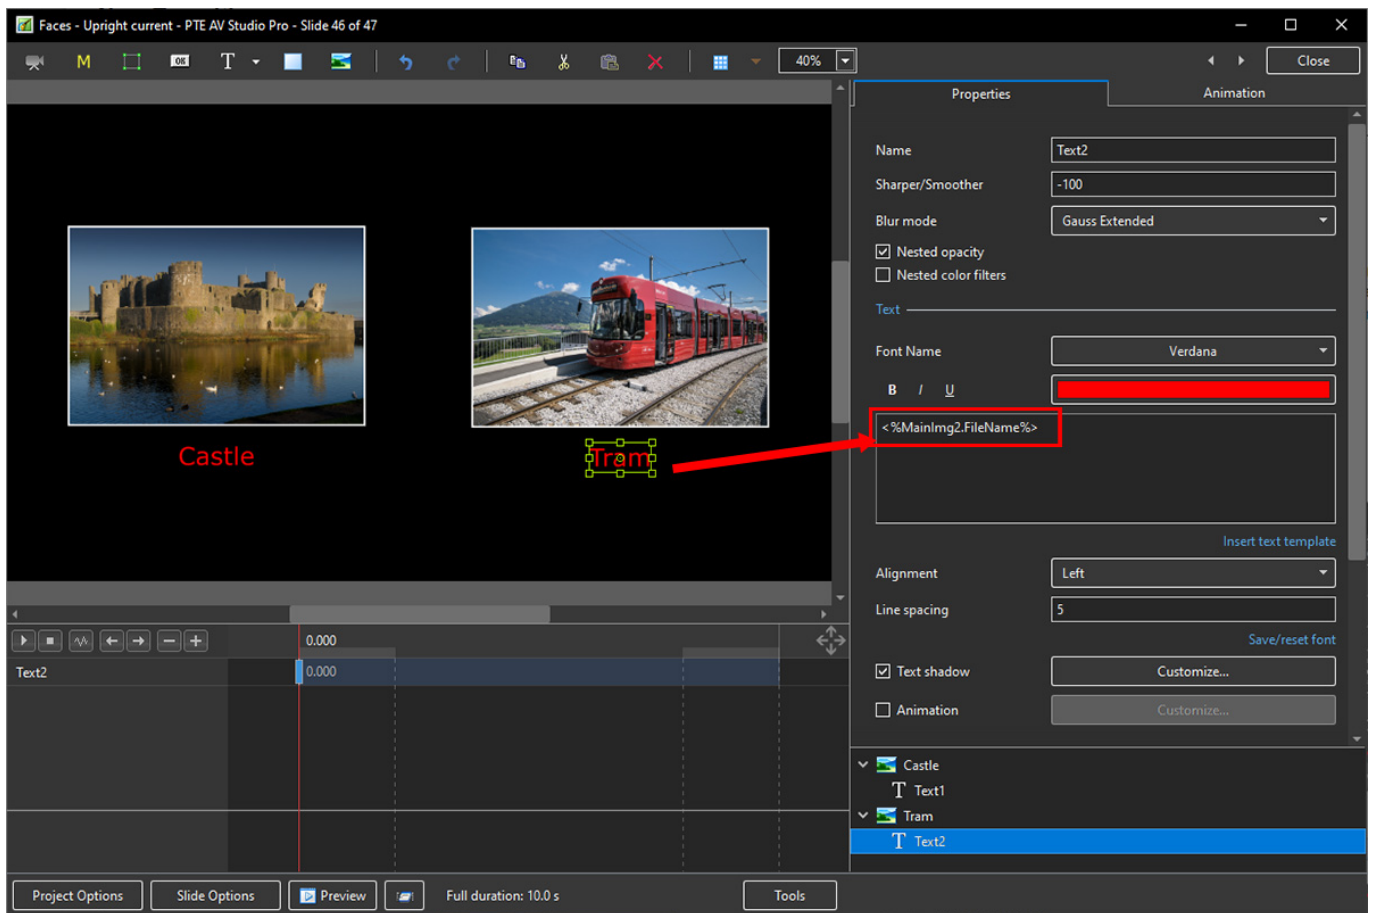 Faces - Upright current - PTE AV Studio Pro - Slide 46 of 47
M
OK
T
40%
Close
Properties
Animation
Name
Text2
Sharper/Smoother
-100
Blur mode
Gauss Extended
Nested opacity
Nested color filters
Text
Font Name
Verdana
B I U
<%MainImg2.FileName%>
Castle
Tram
Insert text template
Alignment
Left
Line spacing
5
Save/reset font
Text shadow
Customize...
Animation
Customize...
0.000
Text2
0.000
Castle
T Text1
Tram
T Text2
Project Options
Slide Options
Preview
Full duration: 10.0 s
Tools